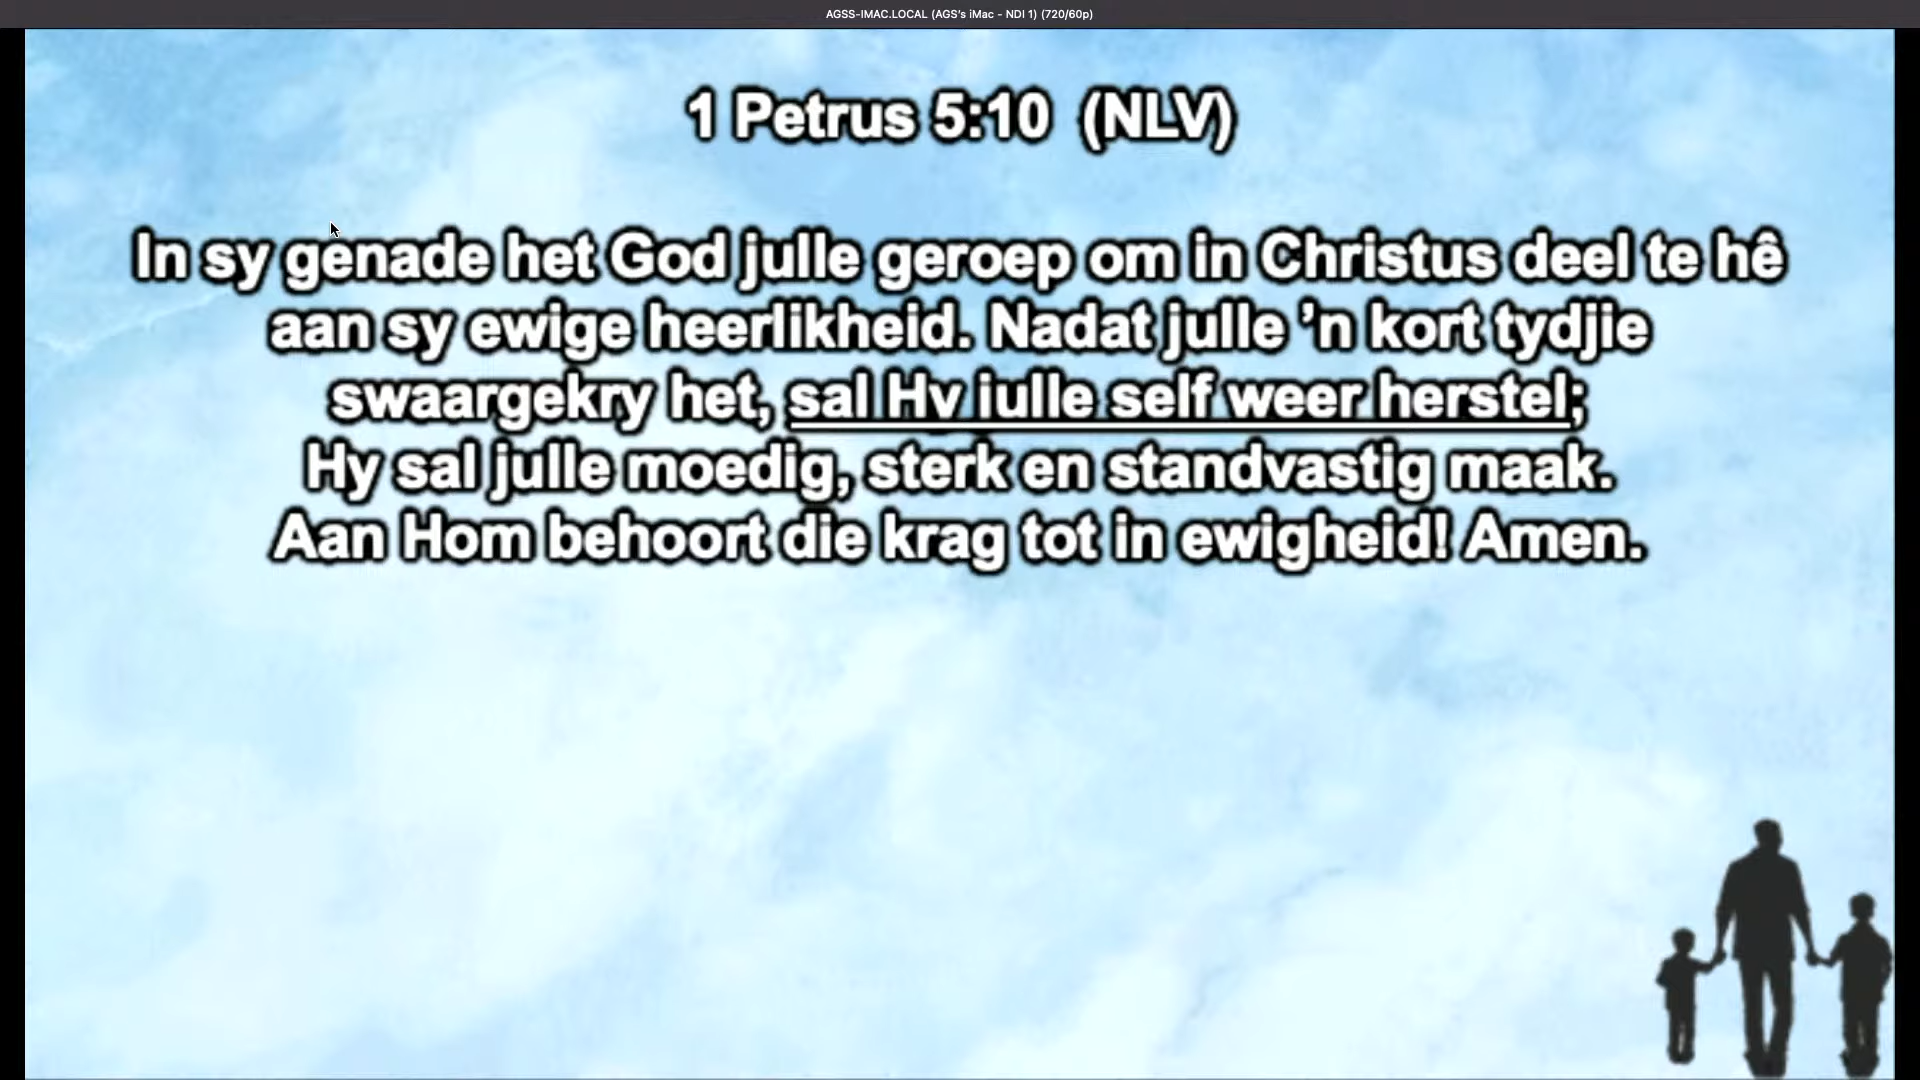 AGSS-IMAC.LOCAL (AGS's iMac - NDI 1) (720/60p)
1 Petrus 5:10 (NLV)
In sy genade het God julle geroep om in Christus deel te hê
aan sy ewige heerlikheid. Nadat julle ’n kort tydjie
swaargekry het, sal Hy julle self weer herstel;
Hy sal julle moedig, sterk en standvastig maak.
Aan Hom behoort die krag tot in ewigheid! Amen.